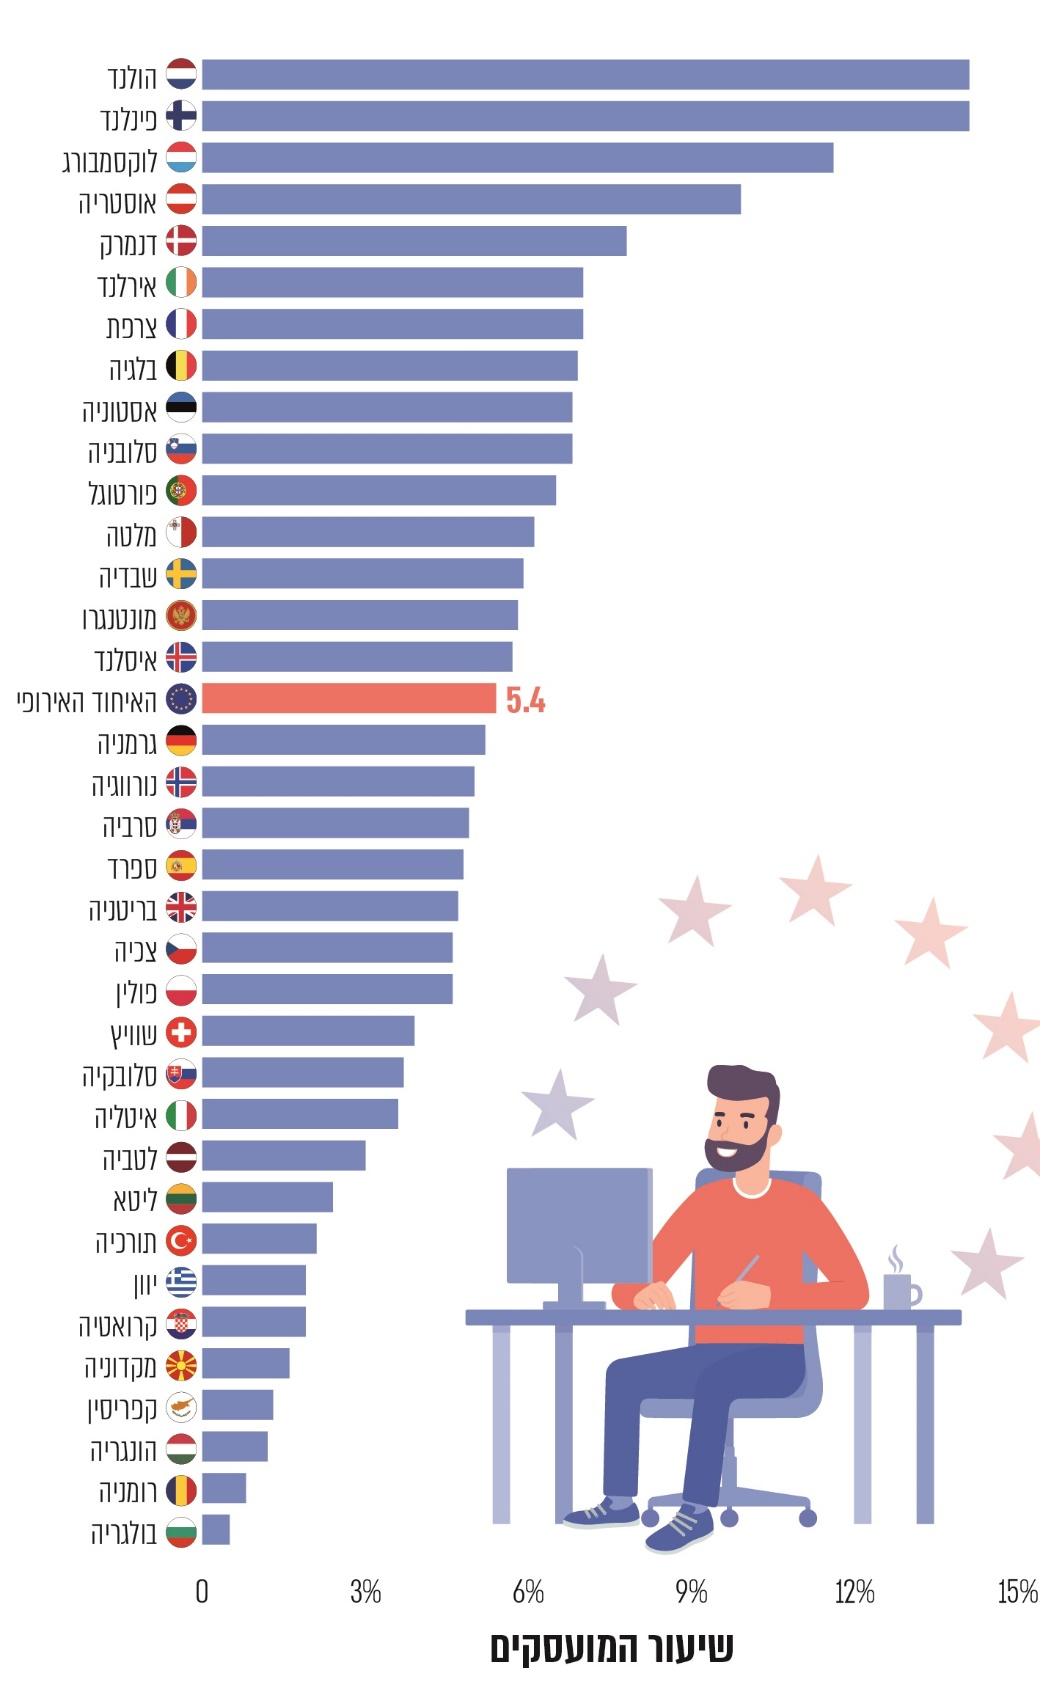 הולנד
פינלנד
לוקסמבורג
אוסטריה
דנמרק
אירלנד
צרפת
בלגיה
אסטוניה
סלובניה
פורטוגל
מלטה
שבדיה
מונטנגרו
איסלנד
האיחוד האירופי 5.4
גרמניה
נורווגיה
סרביה
ספרד
בריטניה
צכיה
פולין
שוויץ
סלובקיה
איטליה
לטביה
ליטא
תורכיה
יוון
קרואטיה
מקדוניה
קפריסין
הונגריה
רומניה
בולגריה
0 3% 6% 9% 12% 15%
שיעור המועסקים